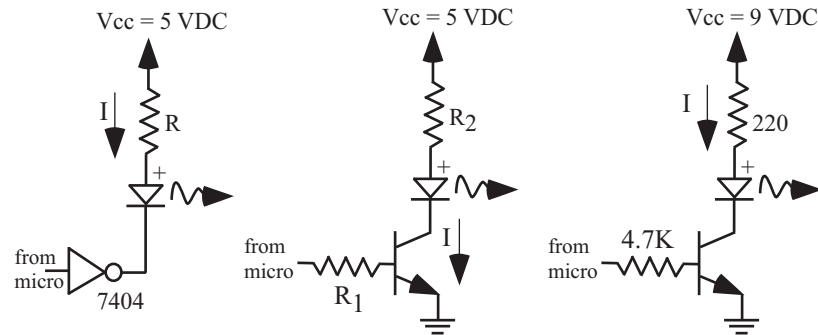 Vcc = 5 VDC
I
R
+
from
micro
7404
Vcc = 5 VDC
R2
+
I
from
micro
R1
Vcc = 9 VDC
I
220
+
4.7K
from
micro